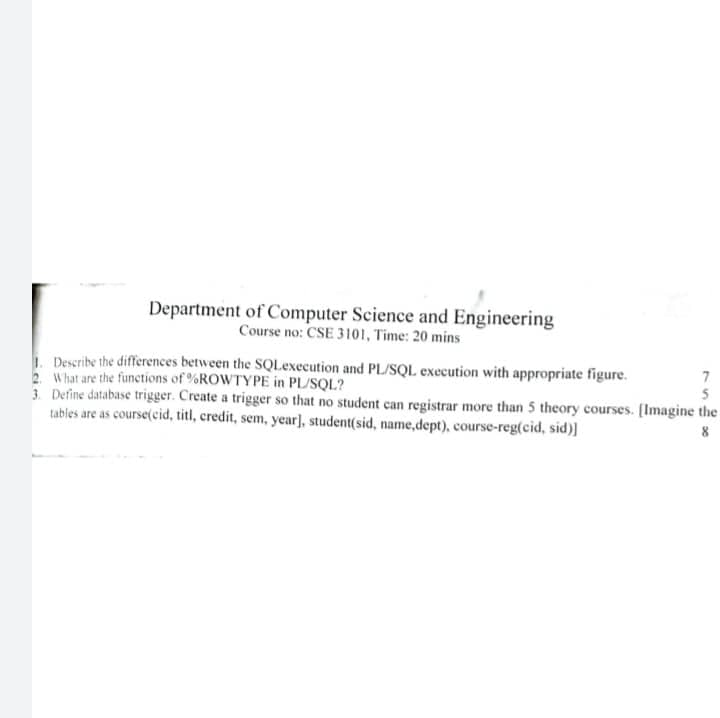 Department of Computer Science and Engineering
Course no: CSE 3101, Time: 20 mins
1. Describe the differences between the SQLexecution and PL/SQL execution with appropriate figure. 7
2. What are the functions of %ROWTYPE in PL/SQL? 5
3. Define database trigger. Create a trigger so that no student can registrar more than 5 theory courses. [Imagine the
tables are as course(cid, titl, credit, sem, year], student(sid, name,dept), course-reg(cid, sid)] 8